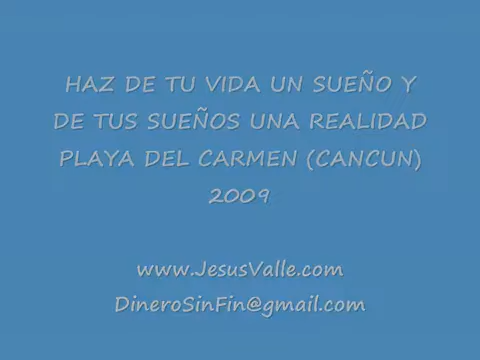 HAZ DE TU VIDA UN SUEÑO Y
DE TUS SUEÑOS UNA REALIDAD
PLAYA DEL CARMEN (CANCUN)
2009
www.JesusValle.com
DineroSinFin@gmail.com